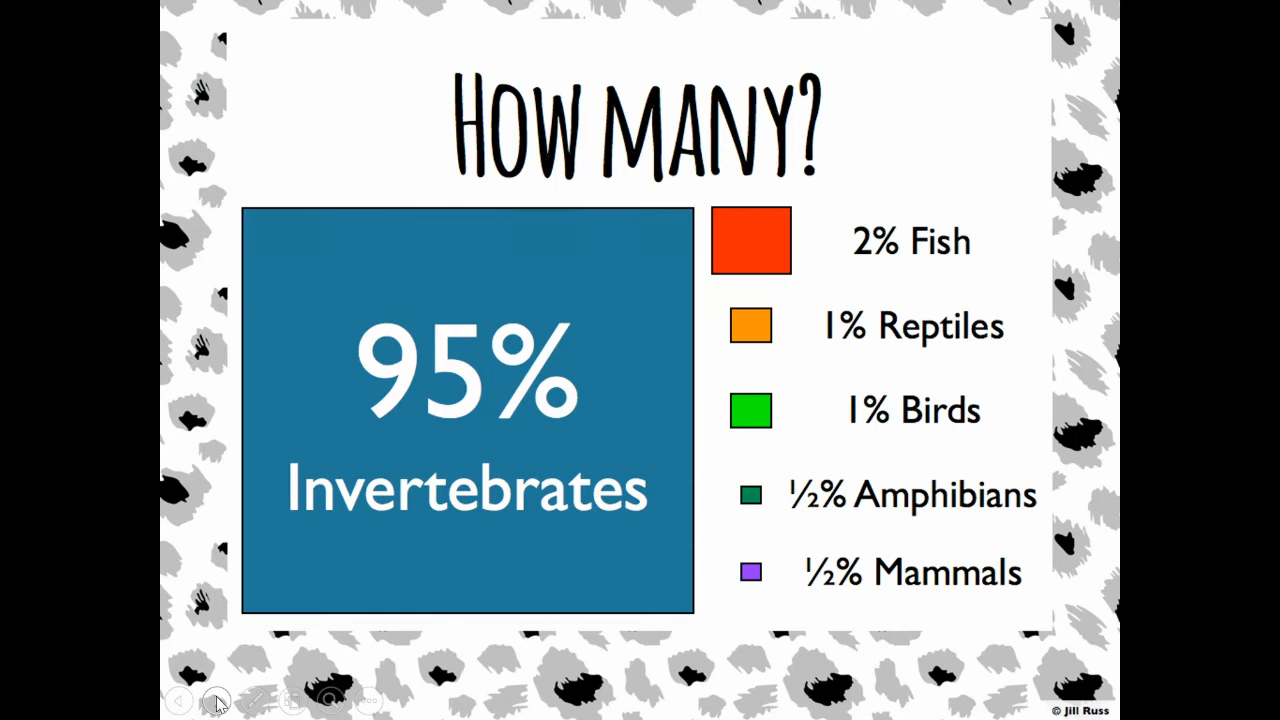 How many?
95%
Invertebrates
2% Fish
1% Reptiles
1% Birds
½% Amphibians
½% Mammals
© Jill Russ